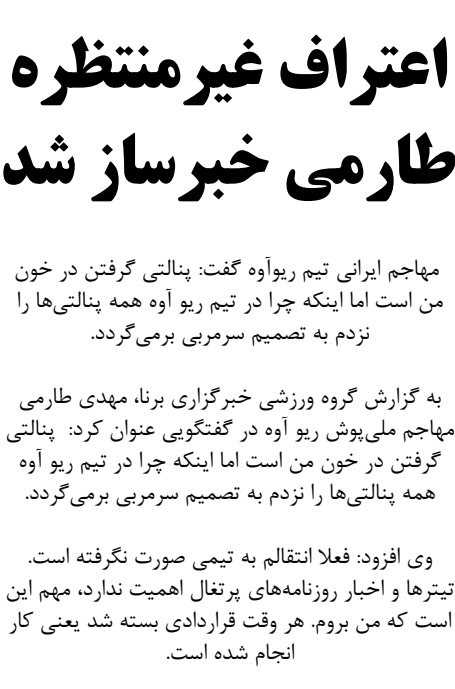 اعتراف غیرمنتظره
طارمی خبرساز شد
مهاجم ایرانی تیم ریوآوه گفت: پنالتی گرفتن در خون
من است اما اینکه چرا در تیم ریو آوه همه پنالتی‌ها را
نزدم به تصمیم سرمربی برمی‌گردد.
به گزارش گروه ورزشی خبرگزاری برنا، مهدی طارمی
مهاجم ملی‌پوش ریو آوه در گفتگویی عنوان کرد: پنالتی
گرفتن در خون من است اما اینکه چرا در تیم ریو آوه
همه پنالتی‌ها را نزدم به تصمیم سرمربی برمی‌گردد.
وی افزود: فعلا انتقالم به تیمی صورت نگرفته است.
تیترها و اخبار روزنامه‌های پرتغال اهمیت ندارد، مهم این
است که من بروم. هر وقت قراردادی بسته شد یعنی کار
انجام شده است.